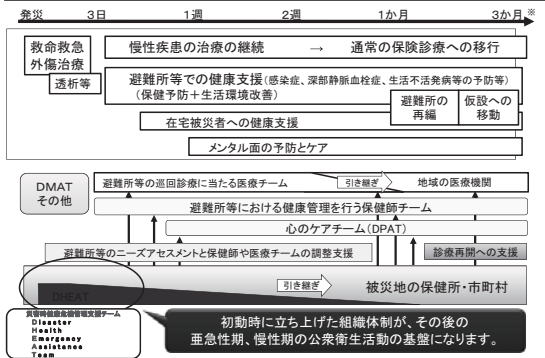 発災　3日　1週　2週　1か月　3か月※
救命救急
外傷治療
透析等
慢性疾患の治療の継続　→　通常の保険診療への移行
避難所等での健康支援(感染症、深部静脈血栓症、生活不活発病等の予防等)
(保健予防＋生活環境改善)
避難所の
再編
仮設への
移動
在宅被災者への健康支援
メンタル面の予防とケア
DMAT
その他
避難所等の巡回診療に当たる医療チーム　引き継ぎ　地域の医療機関
避難所等における健康管理を行う保健師チーム
心のケアチーム(DPAT)
避難所等のニーズアセスメントと保健師や医療チームの調整支援　診療再開への支援
DHEAT　引き継ぎ　被災地の保健所・市町村
災害時健康危機管理支援チーム
Disaster
Health
Emergency
Assistance
Team
初動時に立ち上げた組織体制が、その後の
亜急性期、慢性期の公衆衛生活動の基盤になります。